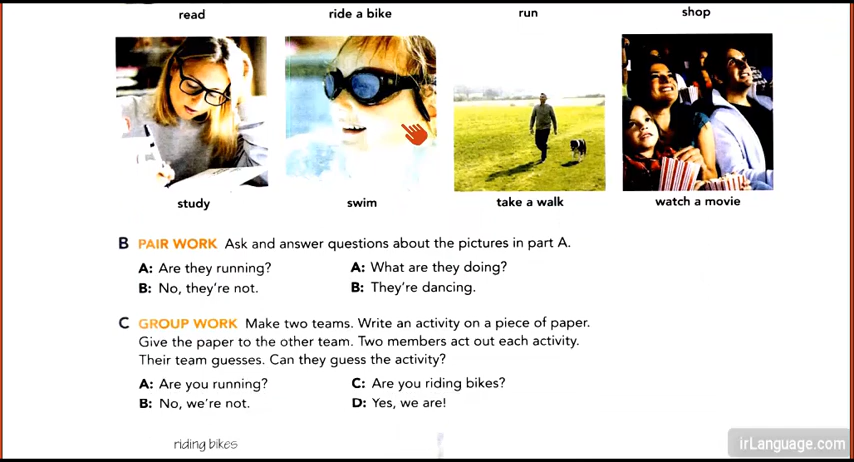 read ride a bike run shop
study swim take a walk watch a movie
B PAIR WORK Ask and answer questions about the pictures in part A.
A: Are they running? A: What are they doing?
B: No, they're not. B: They're dancing.
C GROUP WORK Make two teams. Write an activity on a piece of paper.
Give the paper to the other team. Two members act out each activity.
Their team guesses. Can they guess the activity?
A: Are you running? C: Are you riding bikes?
B: No, we're not. D: Yes, we are!
riding bikes
irLanguage.com